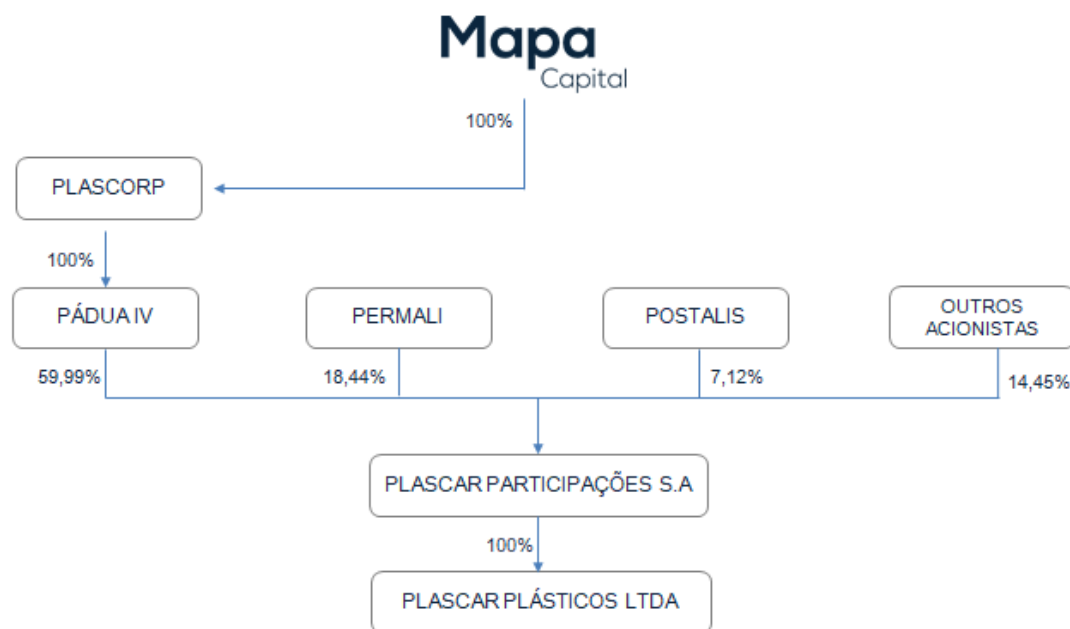 Mapa
Capital
100%
PLASCORP
100%
PÁDUA IV
PERMALI
POSTALIS
OUTROS
ACIONISTAS
59,99%
18,44%
7,12%
14,45%
PLASCAR PARTICIPAÇÕES S.A
100%
PLASCAR PLÁSTICOS LTDA